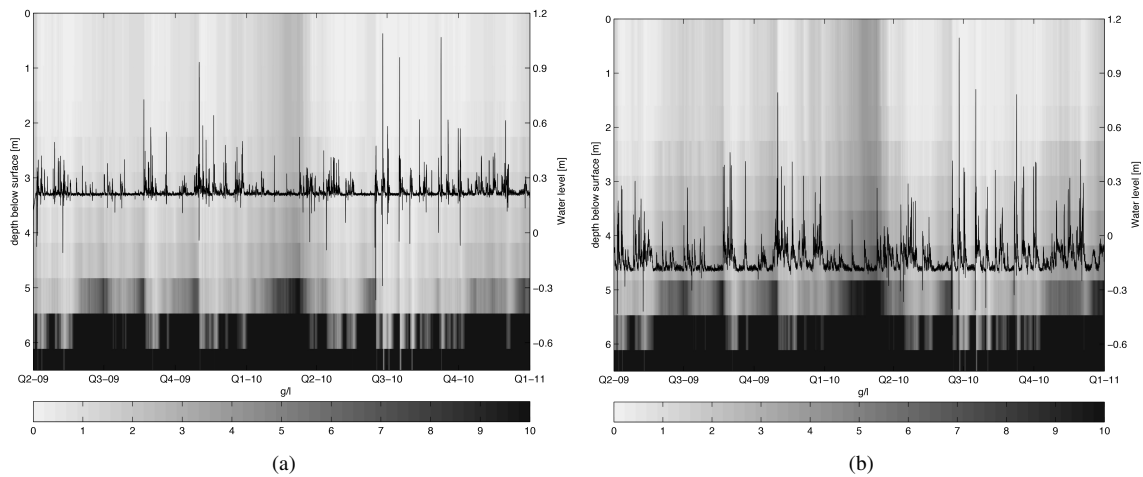 0
1
2
3
4
5
6
depth below surface [m]
1.2
0.9
0.6
0.3
0
−0.3
−0.6
Water level [m]
Q2−09 Q3−09 Q4−09 Q1−10 Q2−10 Q3−10 Q4−10 Q1−11
g/l
0 1 2 3 4 5 6 7 8 9 10
(a)
0
1
2
3
4
5
6
depth below surface [m]
1.2
0.9
0.6
0.3
0
−0.3
−0.6
Water level [m]
Q2−09 Q3−09 Q4−09 Q1−10 Q2−10 Q3−10 Q4−10 Q1−11
g/l
0 1 2 3 4 5 6 7 8 9 10
(b)